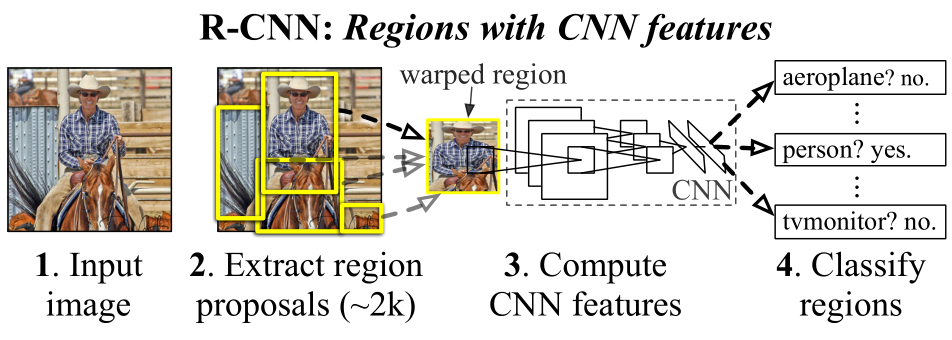 R-CNN: Regions with CNN features
warped region
aeroplane? no.
person? yes.
CNN
tvmonitor? no.
1. Input image
2. Extract region proposals (~2k)
3. Compute CNN features
4. Classify regions